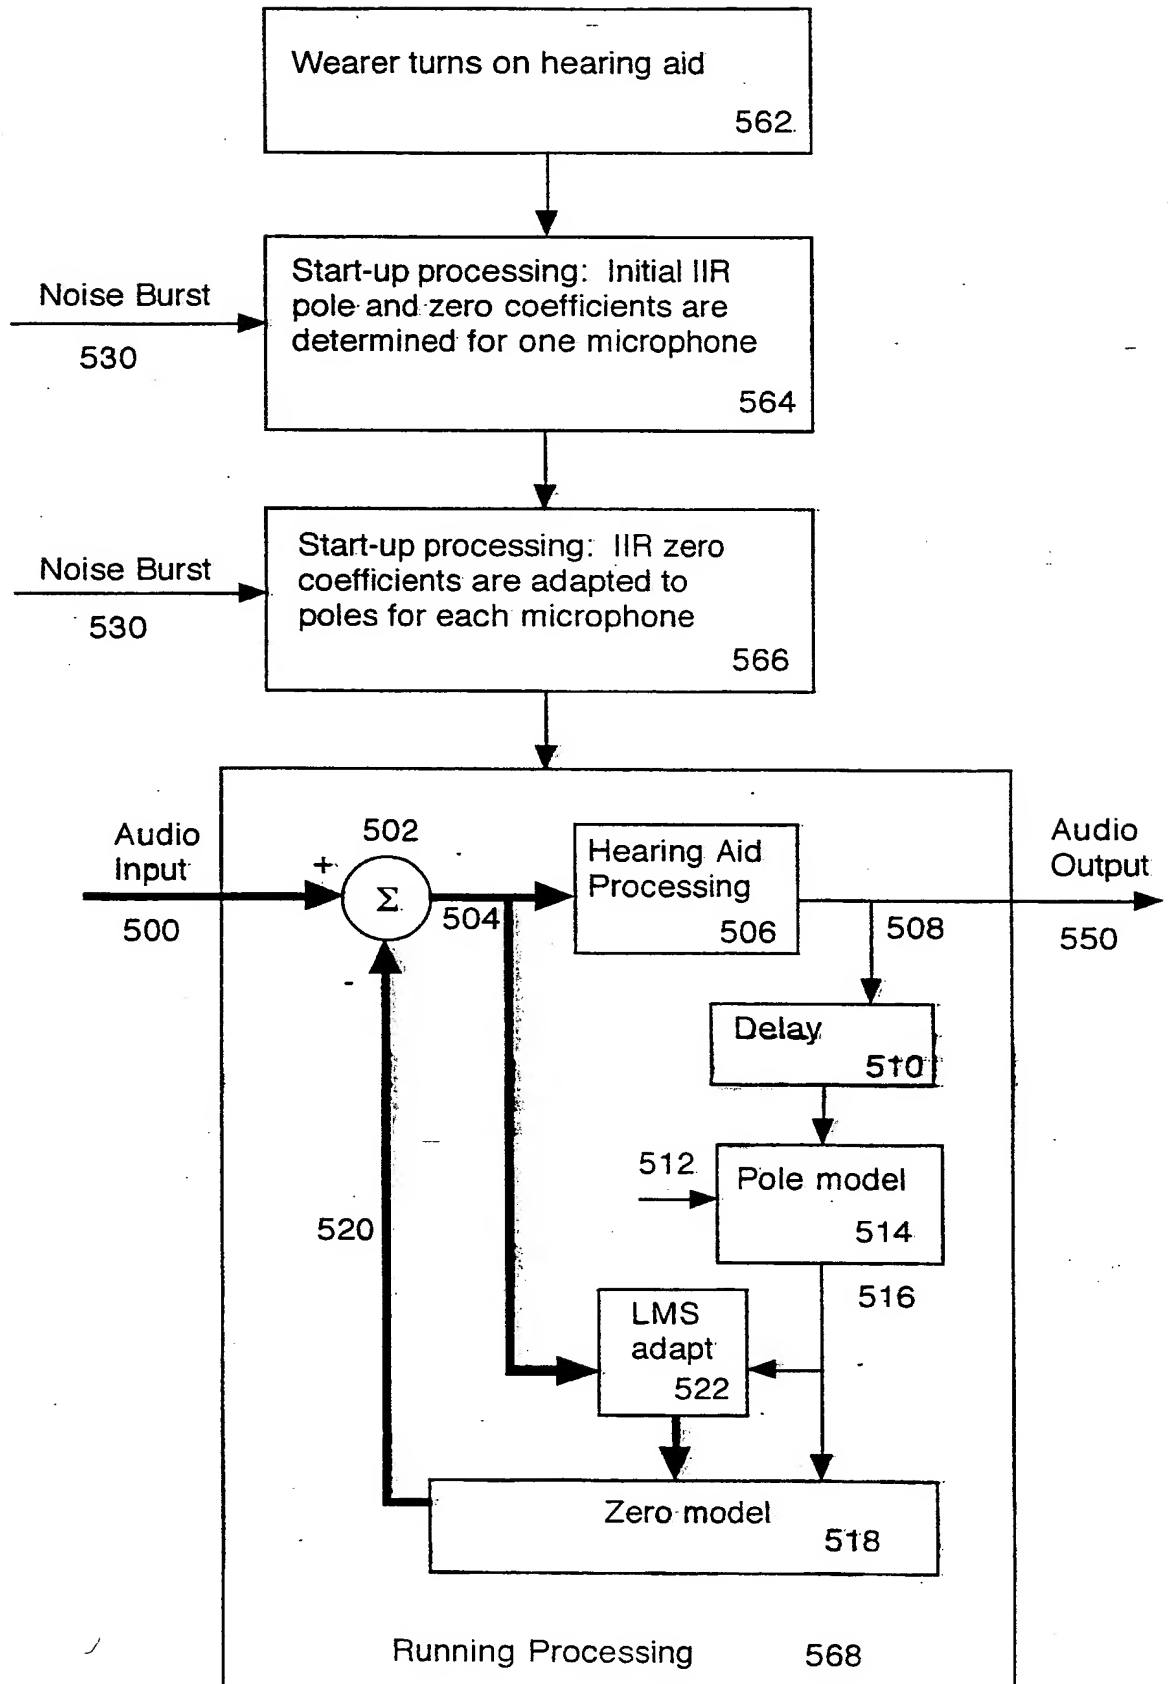 Wearer turns on hearing aid
562
Start-up processing: Initial IIR
pole and zero coefficients are
determined for one microphone
564
Noise Burst
530
Start-up processing: IIR zero
coefficients are adapted to
poles for each microphone
566
Noise Burst
530
Audio
Input
500
+
502
Σ
-
504
Hearing Aid
Processing
506
508
Audio
Output
550
Delay
510
512
Pole model
514
516
520
LMS
adapt
522
Zero model
518
Running Processing 568